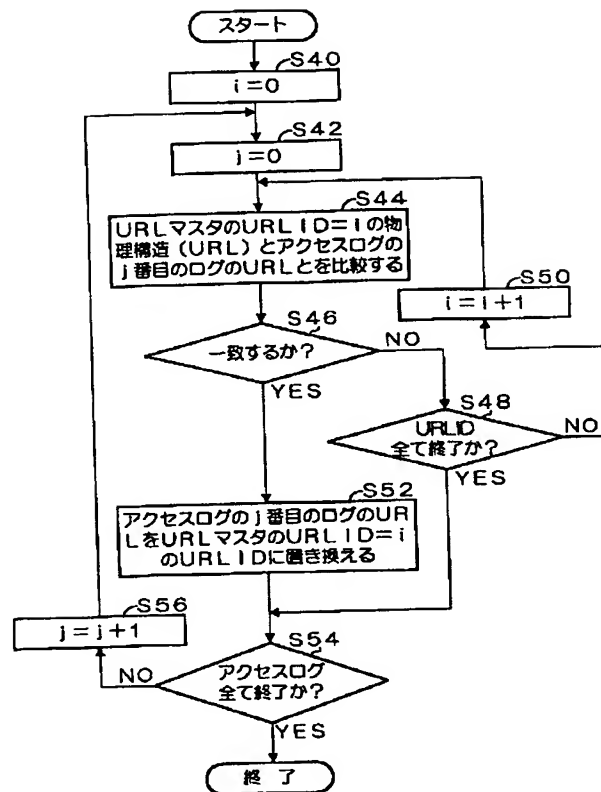 スタート
S40
i=0
S42
j=0
S44
URLマスタのURLID=iの物
理構造(URL)とアクセスログの
j番目のログのURLとを比較する
S50
i=i+1
S46
一致するか?
NO
YES
S48
URLID
全て終了か?
NO
YES
S52
アクセスログのj番目のログのUR
LをURLマスタのURLID=i
のURLIDに置き換える
S56
j=j+1
S54
アクセスログ
全て終了か?
NO
YES
終了